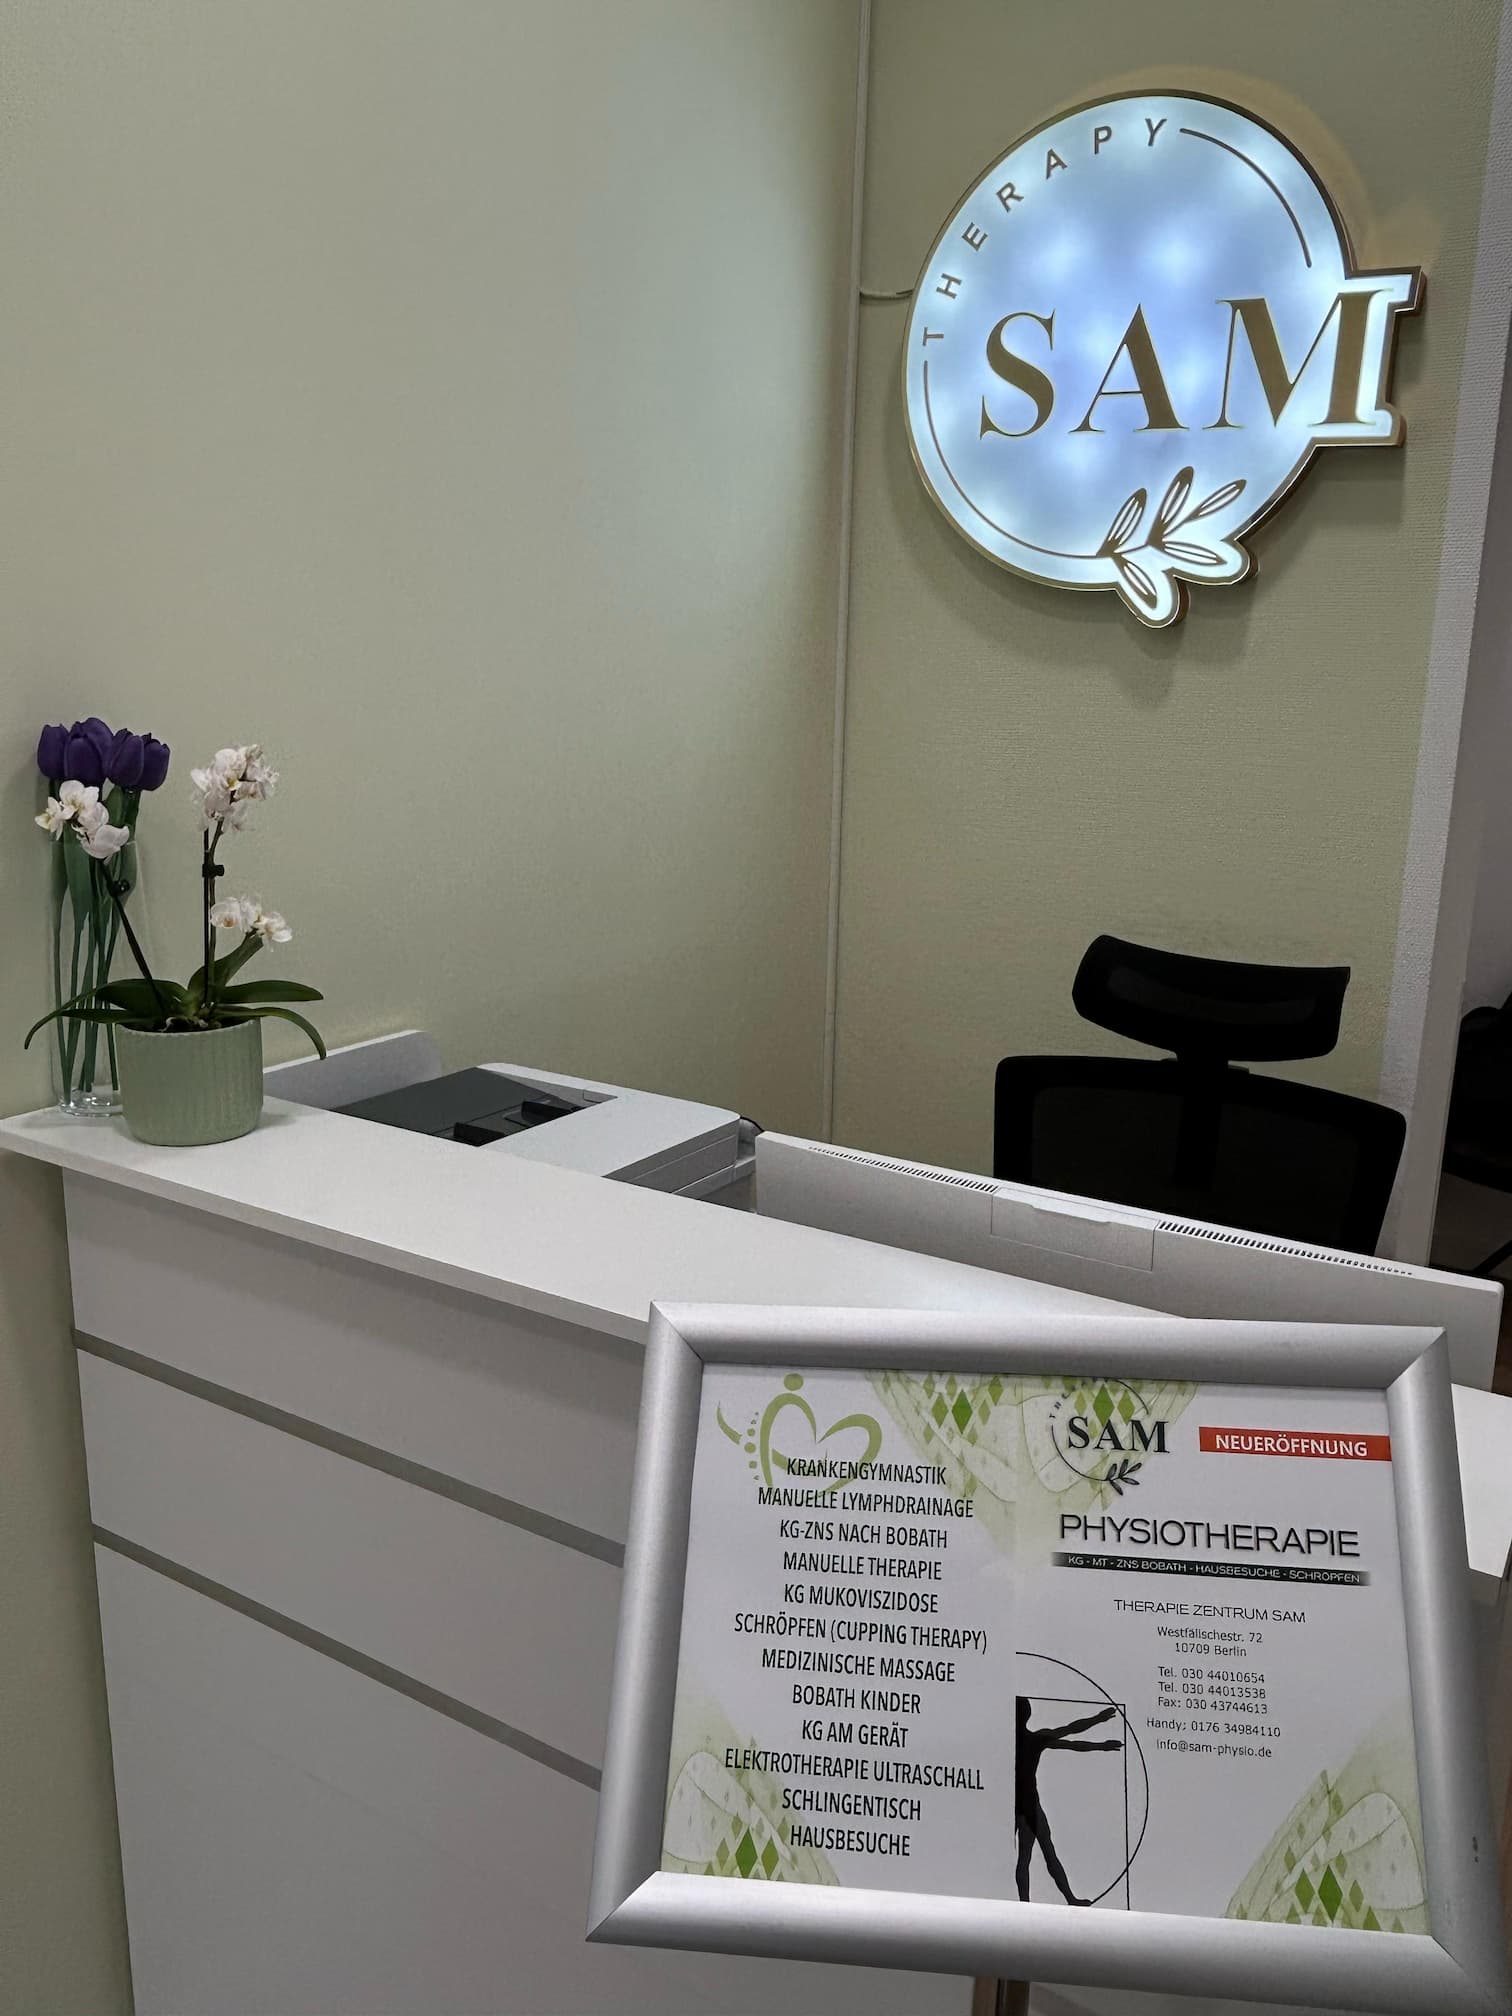 THERAPY
SAM
KRANKENGYMNASTIK
MANUELLE LYMPHDRAINAGE
KG-ZNS NACH BOBATH
MANUELLE THERAPIE
KG MUKOVISZIDOSE
SCHRÖPFEN (CUPPING THERAPY)
MEDIZINISCHE MASSAGE
BOBATH KINDER
KG AM GERÄT
ELEKTROTHERAPIE ULTRASCHALL
SCHLINGENTISCH
HAUSBESUCHE
SAM
NEUERÖFFNUNG
PHYSIOTHERAPIE
KG - MT - ZNS BOBATH - HAUSBESUCHE - SCHRÖPFEN
THERAPIE ZENTRUM SAM
Westfälischestr. 72
10709 Berlin
Tel. 030 44010654
Tel. 030 44013538
Fax: 030 43744613
Handy: 0176 34984110
info@sam-physio.de